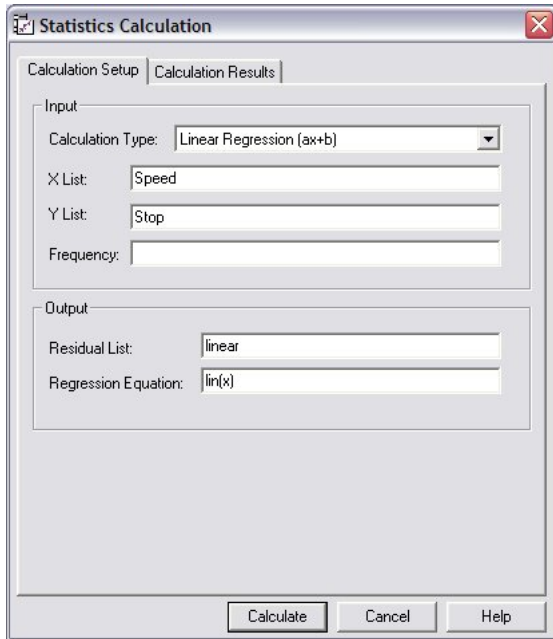 Statistics Calculation
Calculation Setup Calculation Results
Input
Calculation Type: Linear Regression (ax+b)
X List: Speed
Y List: Stop
Frequency:
Output
Residual List: linear
Regression Equation: lin(x)
Calculate Cancel Help